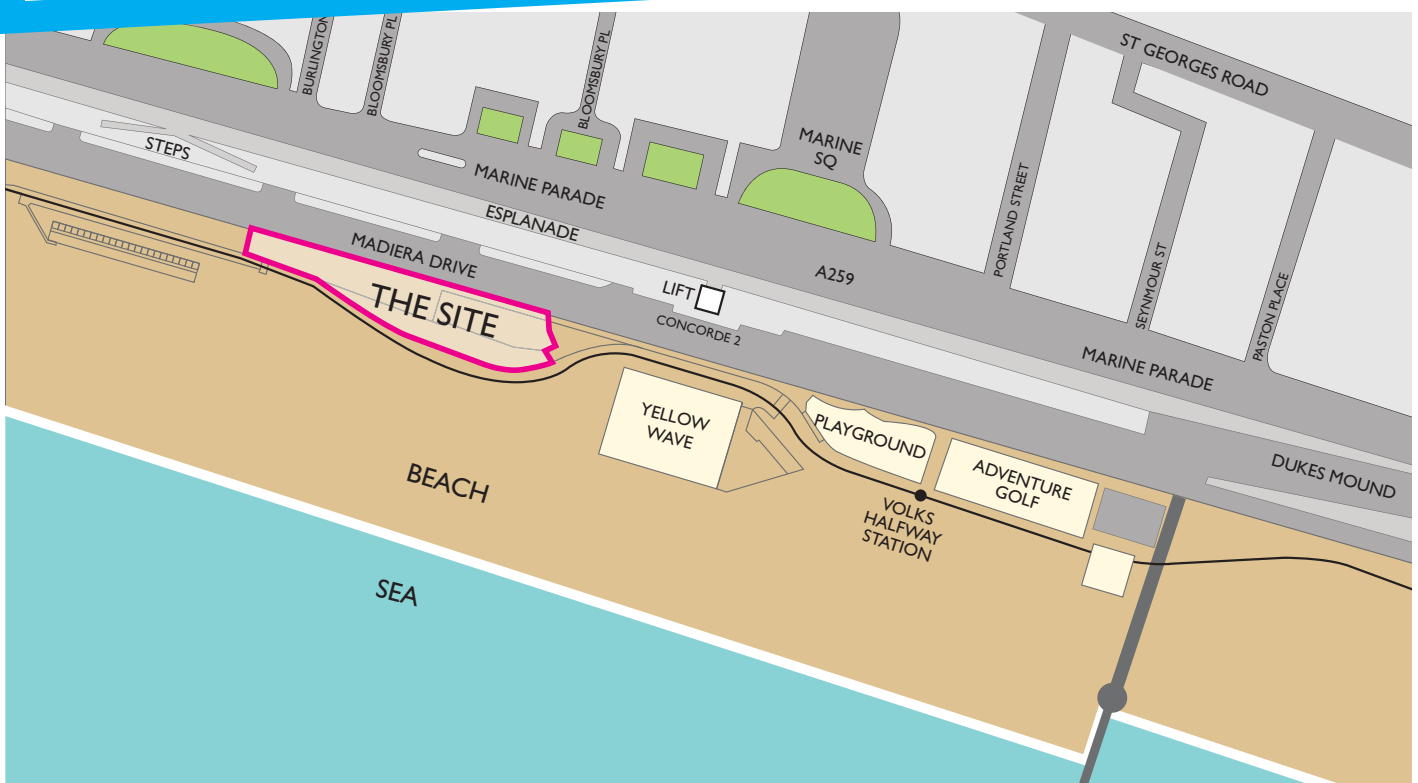 BURLINGTON
BLOOMSBURY PL
BLOOMSBURY PL
ST GEORGES ROAD
STEPS
MARINE
SQ
MARINE PARADE
ESPLANADE
PORTLAND STREET
MADIERA DRIVE
A259
SEYNMOUR ST
PASTON PLACE
LIFT
THE SITE
CONCORDE 2
MARINE PARADE
YELLOW
WAVE
PLAYGROUND
ADVENTURE
GOLF
DUKES MOUND
BEACH
VOLKS
HALFWAY
STATION
SEA